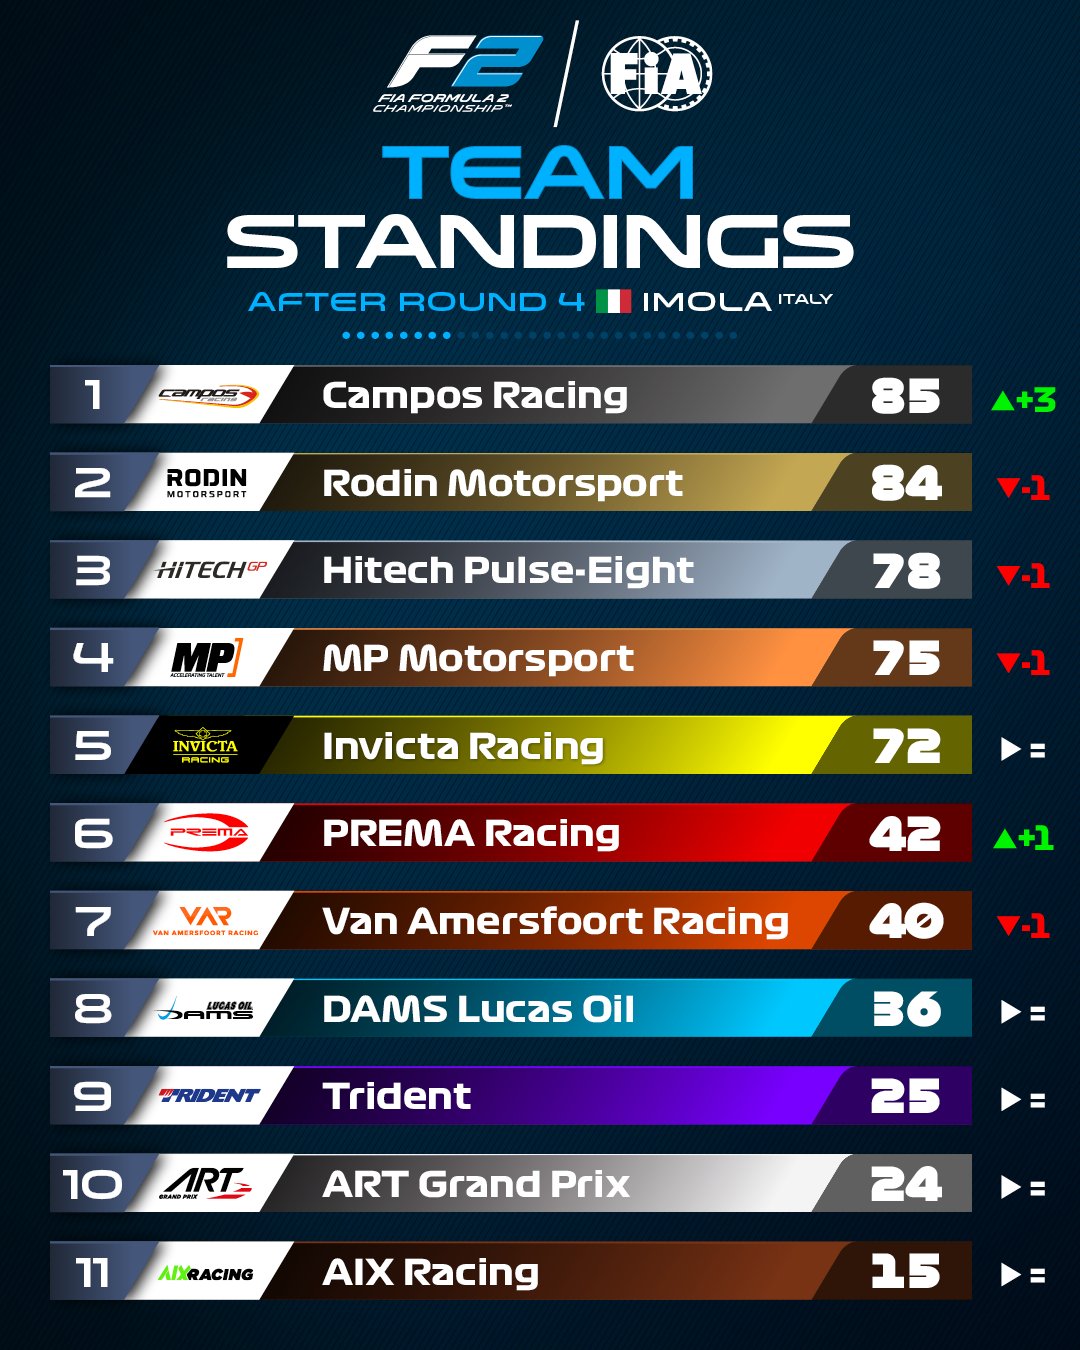 F2
FIA FORMULA 2
CHAMPIONSHIP™
FiA
TEAM
STANDINGS
AFTER ROUND 4 IMOLA ITALY
1 campos racing Campos Racing 85 ▲+3
2 RODIN MOTORSPORT Rodin Motorsport 84 ▼-1
3 HITECH GP Hitech Pulse-Eight 78 ▼-1
4 MP ACCELERATING TALENT MP Motorsport 75 ▼-1
5 INVICTA RACING Invicta Racing 72 ▶ =
6 PREMA PREMA Racing 42 ▲+1
7 VAR VAN AMERSFOORT RACING Van Amersfoort Racing 40 ▼-1
8 LUCAS OIL DAMS DAMS Lucas Oil 36 ▶ =
9 TRIDENT Trident 25 ▶ =
10 ART GRAND PRIX ART Grand Prix 24 ▶ =
11 AIX RACING AIX Racing 15 ▶ =